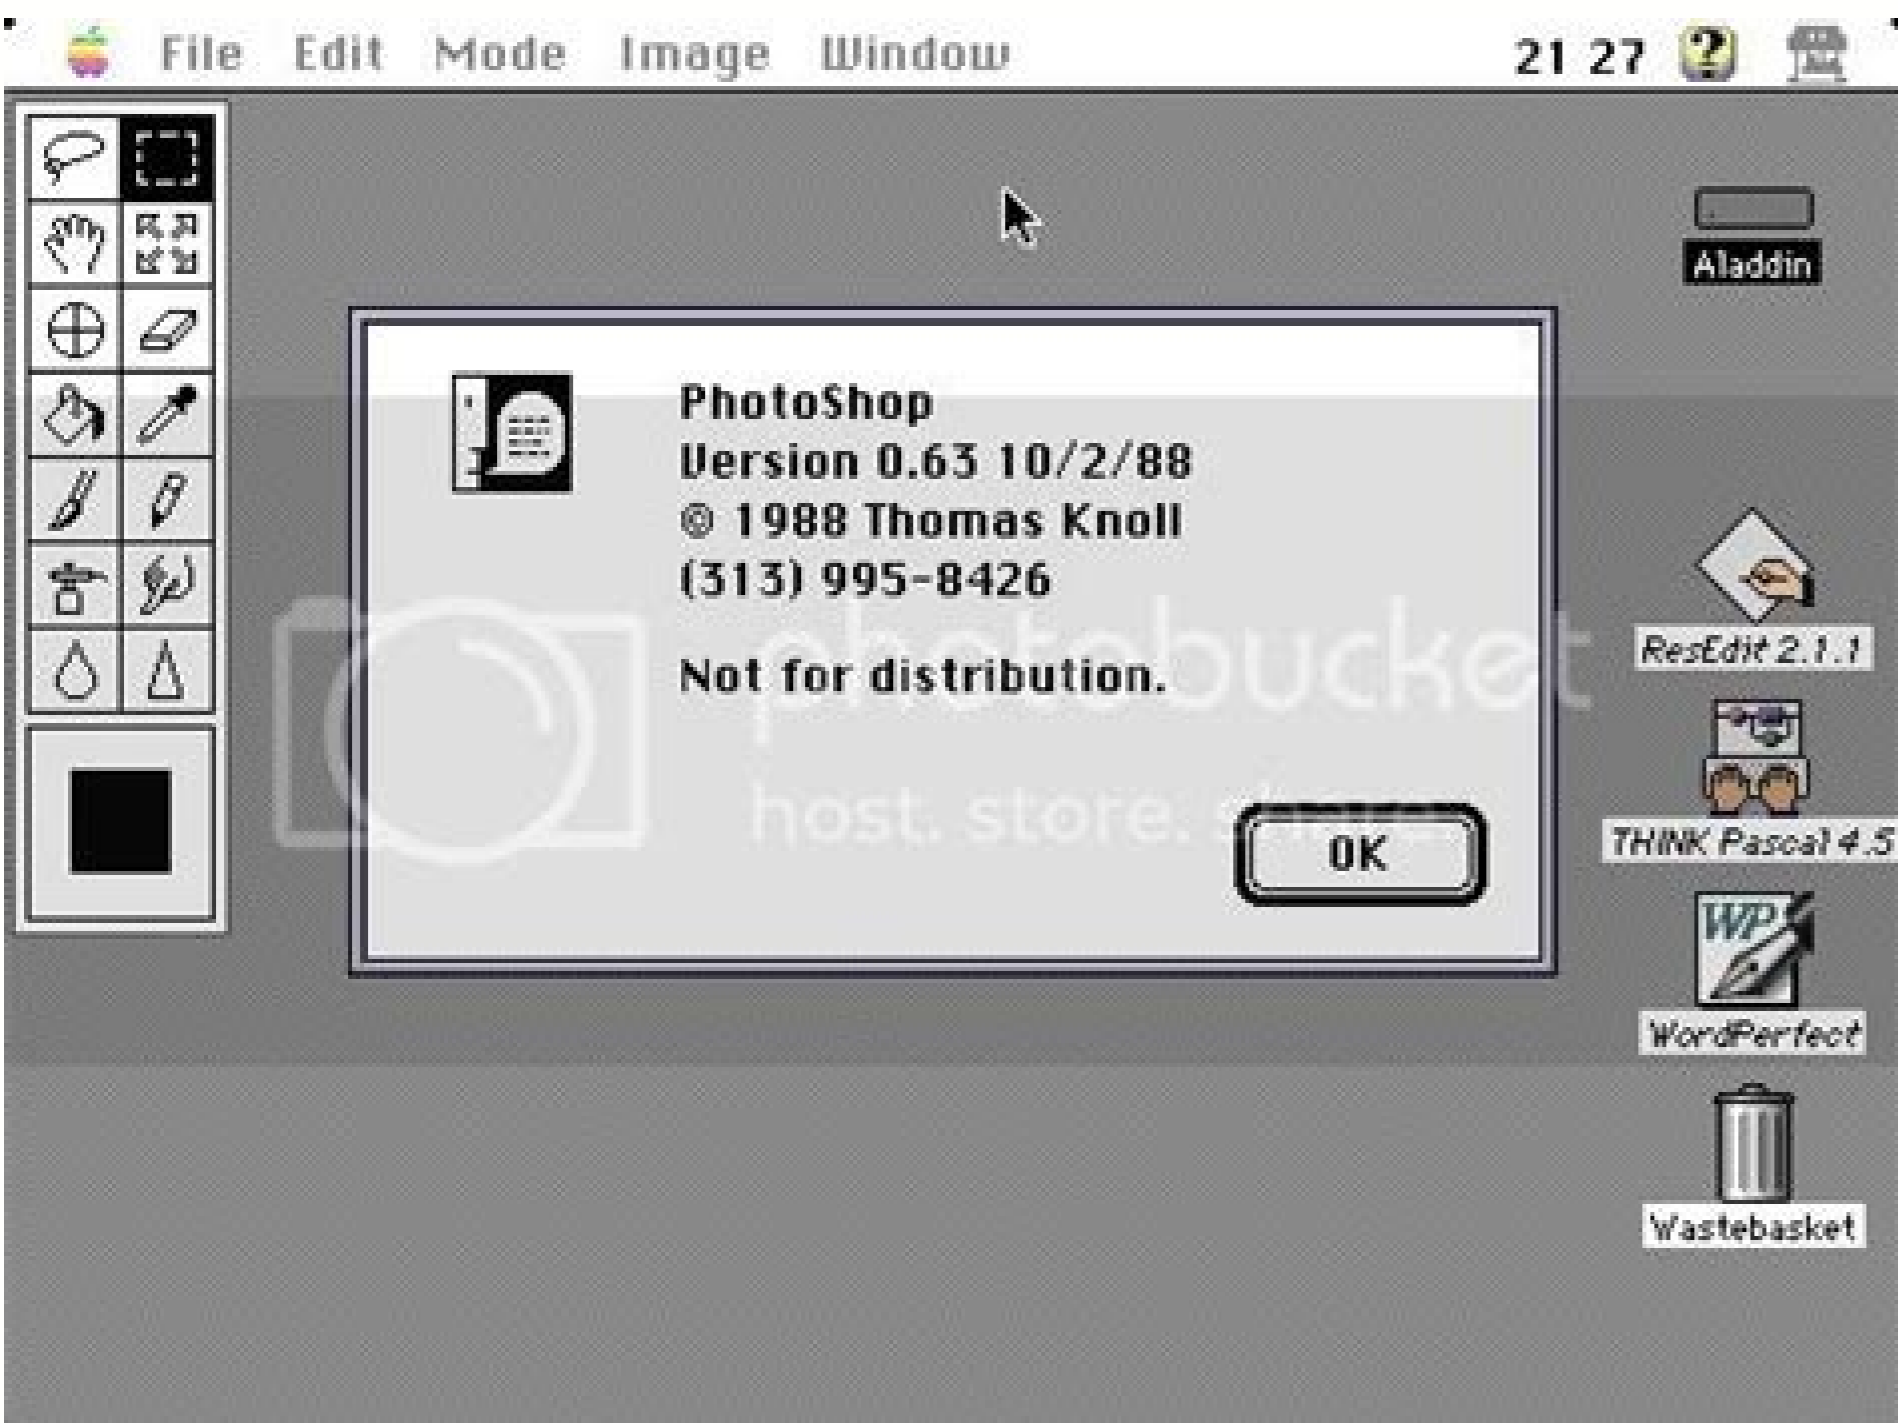 File Edit Mode Image Window 21 27
Aladdin
PhotoShop
Version 0.63 10/2/88
© 1988 Thomas Knoll
(313) 995-8426
Not for distribution.
OK
photobucket
host. store. share.
ResEdit 2.1.1
THINK Pascal 4.5
WP
WordPerfect
Wastebasket